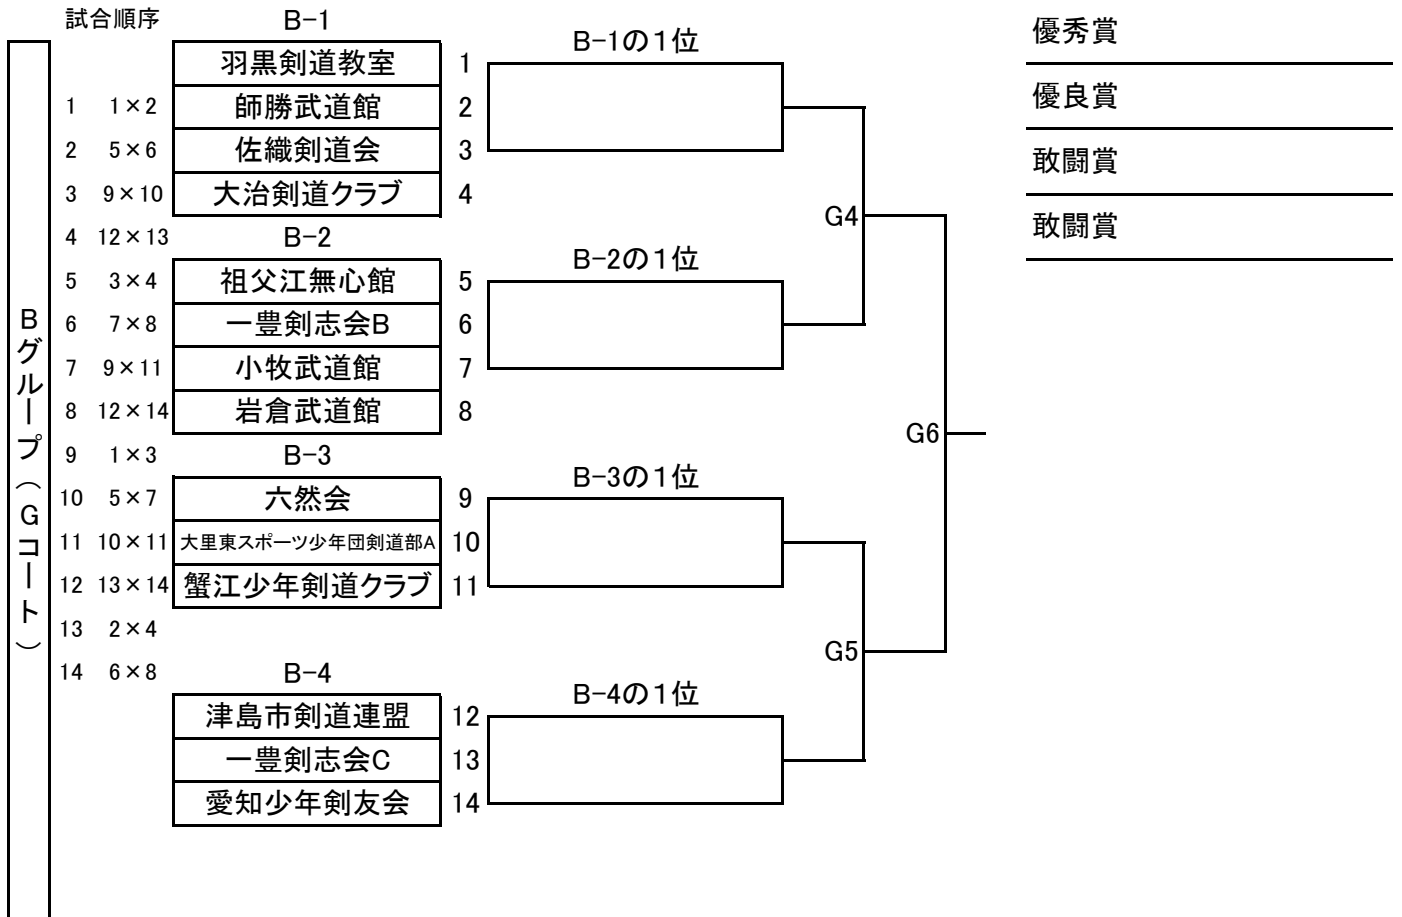 試合順序 B-1
羽黒剣道教室 1
1 1×2 師勝武道館 2
2 5×6 佐織剣道会 3
3 9×10 大治剣道クラブ 4
4 12×13 B-2
5 3×4 祖父江無心館 5
6 7×8 一豊剣志会B 6
7 9×11 小牧武道館 7
8 12×14 岩倉武道館 8
9 1×3 B-3
10 5×7 六然会 9
11 10×11 大里東スポーツ少年団剣道部A 10
12 13×14 蟹江少年剣道クラブ 11
13 2×4
14 6×8 B-4
津島市剣道連盟 12
一豊剣志会C 13
愛知少年剣友会 14
Bグループ(Gコート)
B-1の1位
B-2の1位
B-3の1位
B-4の1位
G4
G5
G6
優秀賞
優良賞
敢闘賞
敢闘賞